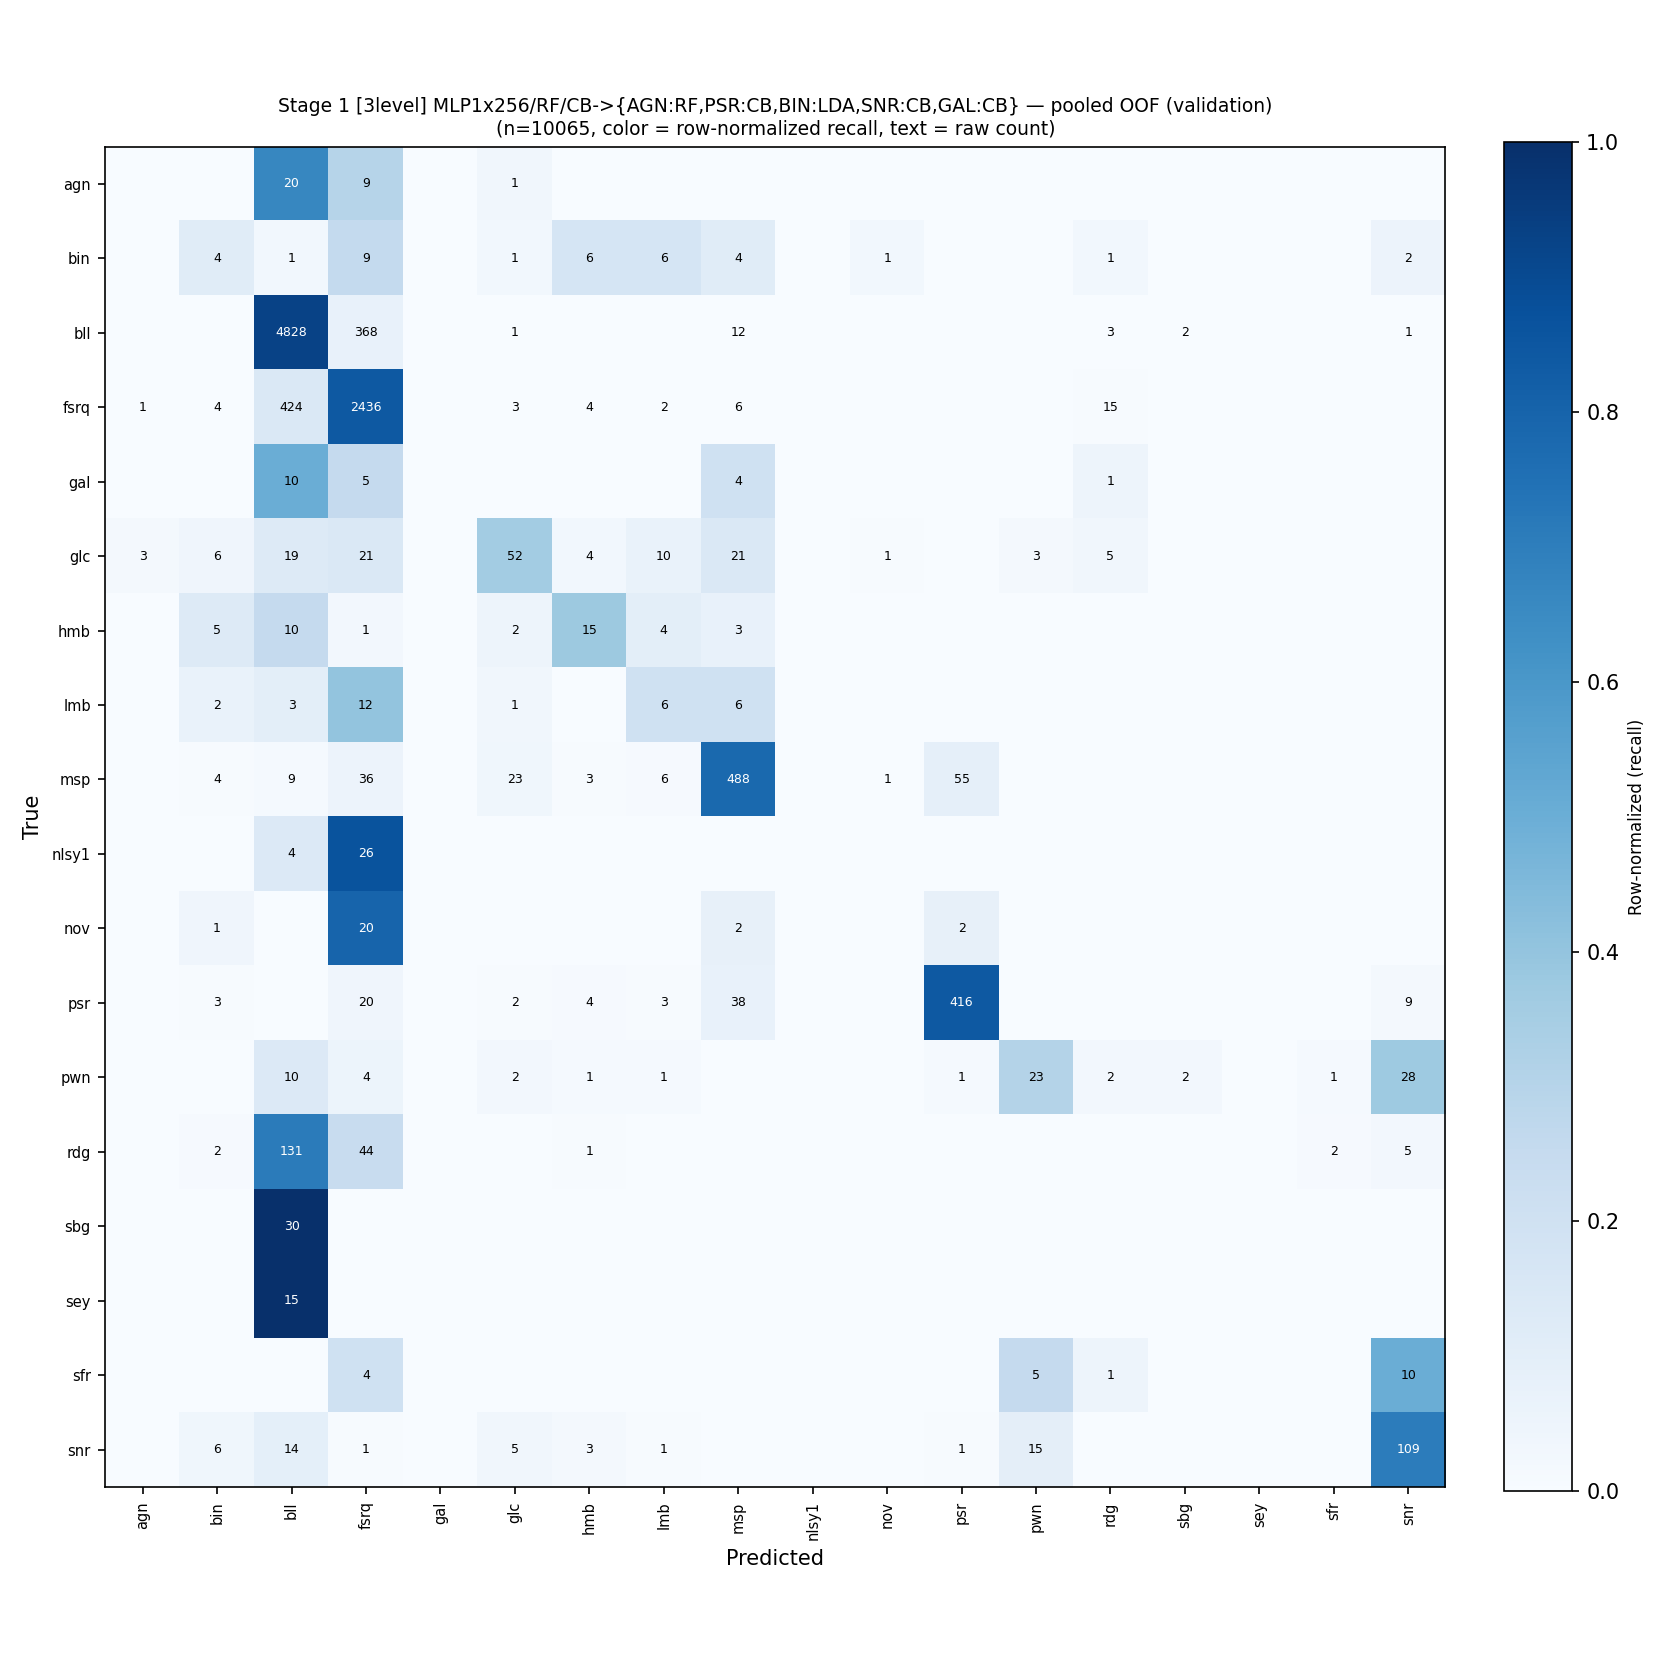 Stage 1 [3level] MLP1x256/RF/CB->{AGN:RF,PSR:CB,BIN:LDA,SNR:CB,GAL:CB} — pooled OOF (validation)
(n=10065, color = row-normalized recall, text = raw count)
True
agn 20 9 1
bin 4 1 9 1 6 6 4 1 1 2
bll 4828 368 1 12 3 2 1
fsrq 1 4 424 2436 3 4 2 6 15
gal 10 5 4 1
glc 3 6 19 21 52 4 10 21 1 3 5
hmb 5 10 1 2 15 4 3
lmb 2 3 12 1 6 6
msp 4 9 36 23 3 6 488 1 55
nlsy1 4 26
nov 1 20 2 2
psr 3 20 2 4 3 38 416 9
pwn 10 4 2 1 1 1 23 2 2 1 28
rdg 2 131 44 1 2 5
sbg 30
sey 15
sfr 4 5 1 10
snr 6 14 1 5 3 1 1 15 109
agn bin bll fsrq gal glc hmb lmb msp nlsy1 nov psr pwn rdg sbg sey sfr snr
Predicted
1.0
0.8
0.6
0.4
0.2
0.0
Row-normalized (recall)